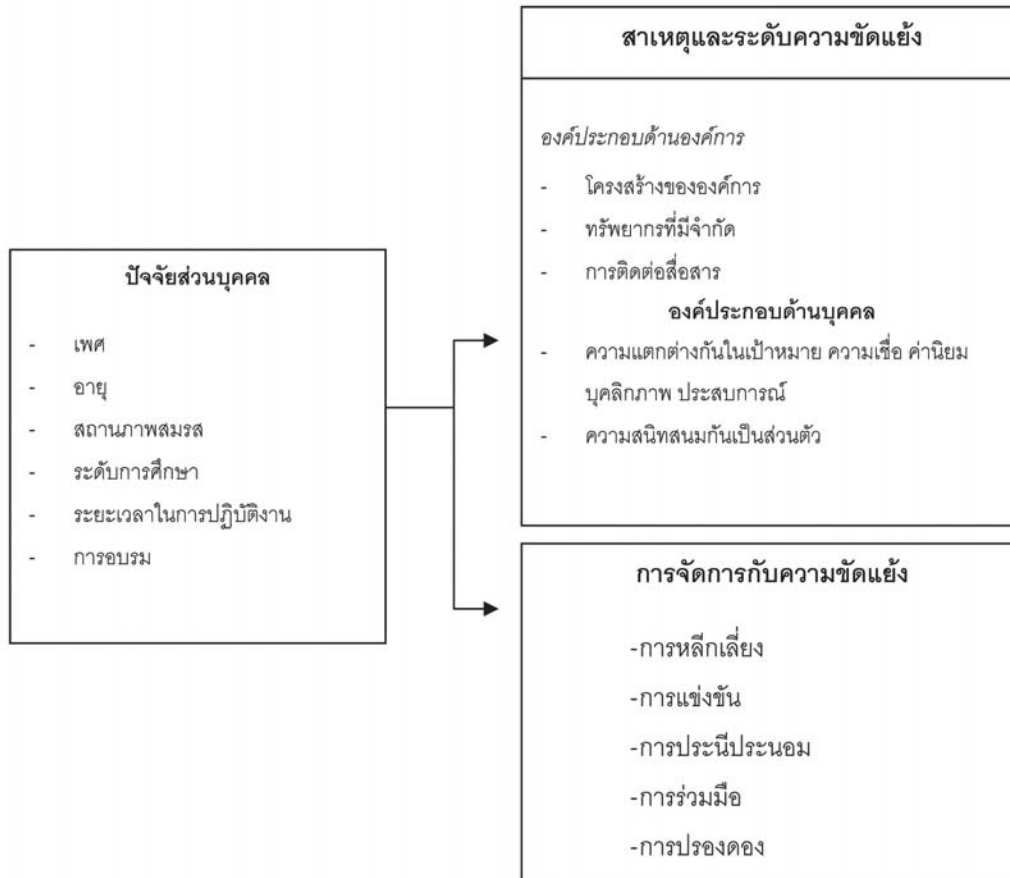 สาเหตุและระดับความขัดแย้ง
องค์ประกอบด้านองค์การ
- โครงสร้างขององค์การ
- ทรัพยากรที่มีจำกัด
- การติดต่อสื่อสาร
องค์ประกอบด้านบุคคล
- ความแตกต่างกันในเป้าหมาย ความเชื่อ ค่านิยม
บุคลิกภาพ ประสบการณ์
- ความสนิทสนมกันเป็นส่วนตัว
ปัจจัยส่วนบุคคล
- เพศ
- อายุ
- สถานภาพสมรส
- ระดับการศึกษา
- ระยะเวลาในการปฏิบัติงาน
- การอบรม
การจัดการกับความขัดแย้ง
-การหลีกเลี่ยง
-การแข่งขัน
-การประนีประนอม
-การร่วมมือ
-การปรองดอง